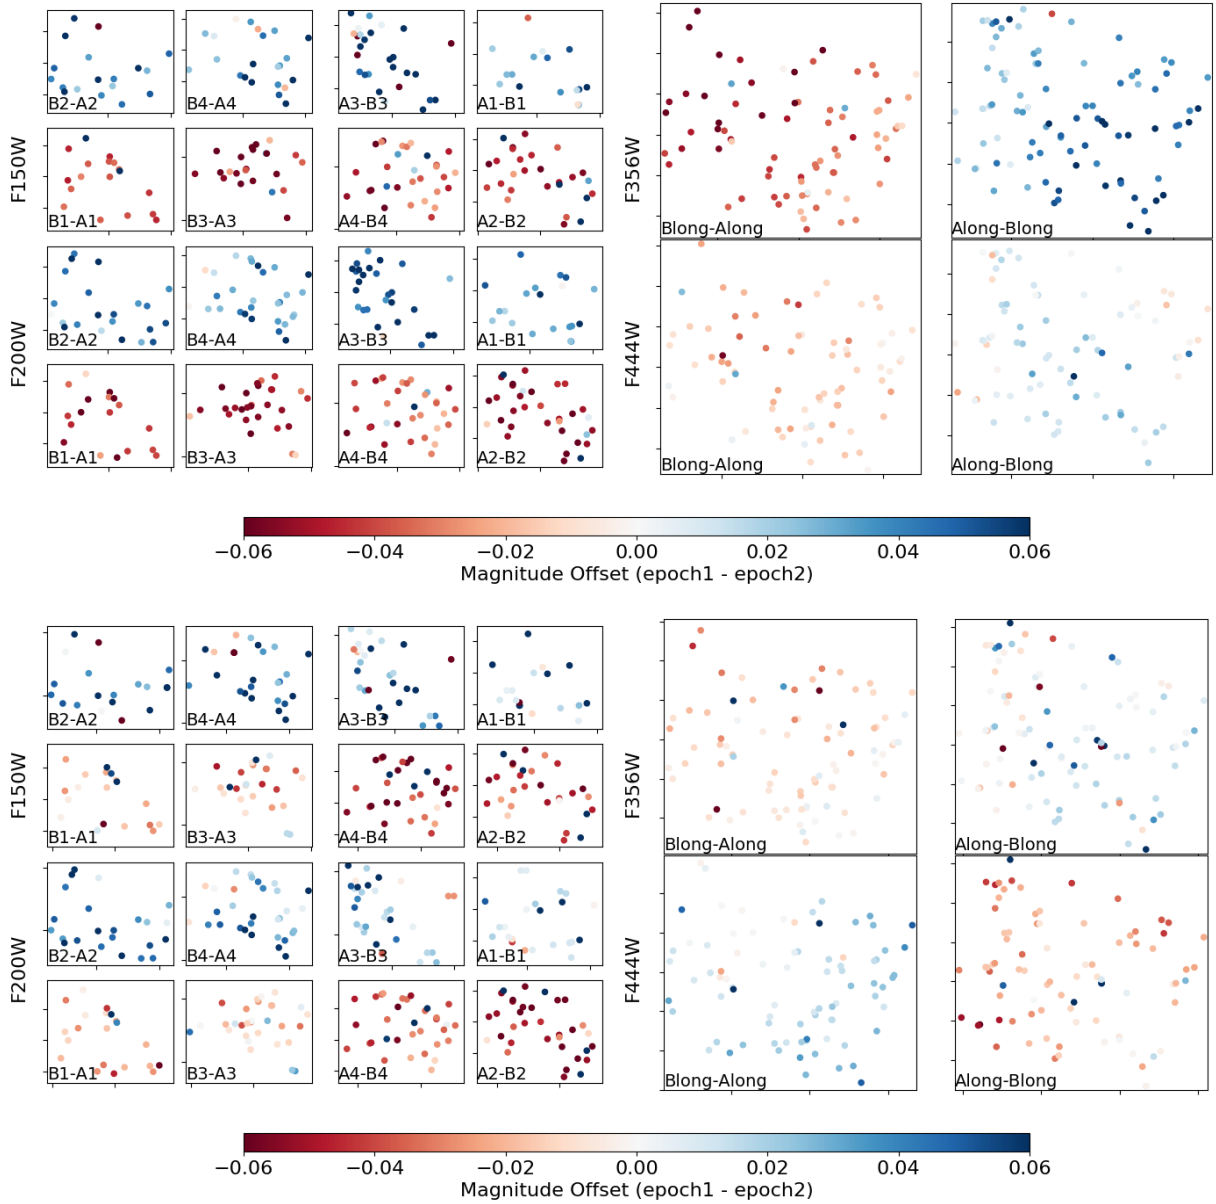 F150W
B2-A2
B4-A4
A3-B3
A1-B1
B1-A1
B3-A3
A4-B4
A2-B2
F200W
B2-A2
B4-A4
A3-B3
A1-B1
B1-A1
B3-A3
A4-B4
A2-B2
F356W
Blong-Along
Along-Blong
F444W
Blong-Along
Along-Blong
−0.06 −0.04 −0.02 0.00 0.02 0.04 0.06
Magnitude Offset (epoch1 - epoch2)
F150W
B2-A2
B4-A4
A3-B3
A1-B1
B1-A1
B3-A3
A4-B4
A2-B2
F200W
B2-A2
B4-A4
A3-B3
A1-B1
B1-A1
B3-A3
A4-B4
A2-B2
F356W
Blong-Along
Along-Blong
F444W
Blong-Along
Along-Blong
−0.06 −0.04 −0.02 0.00 0.02 0.04 0.06
Magnitude Offset (epoch1 - epoch2)